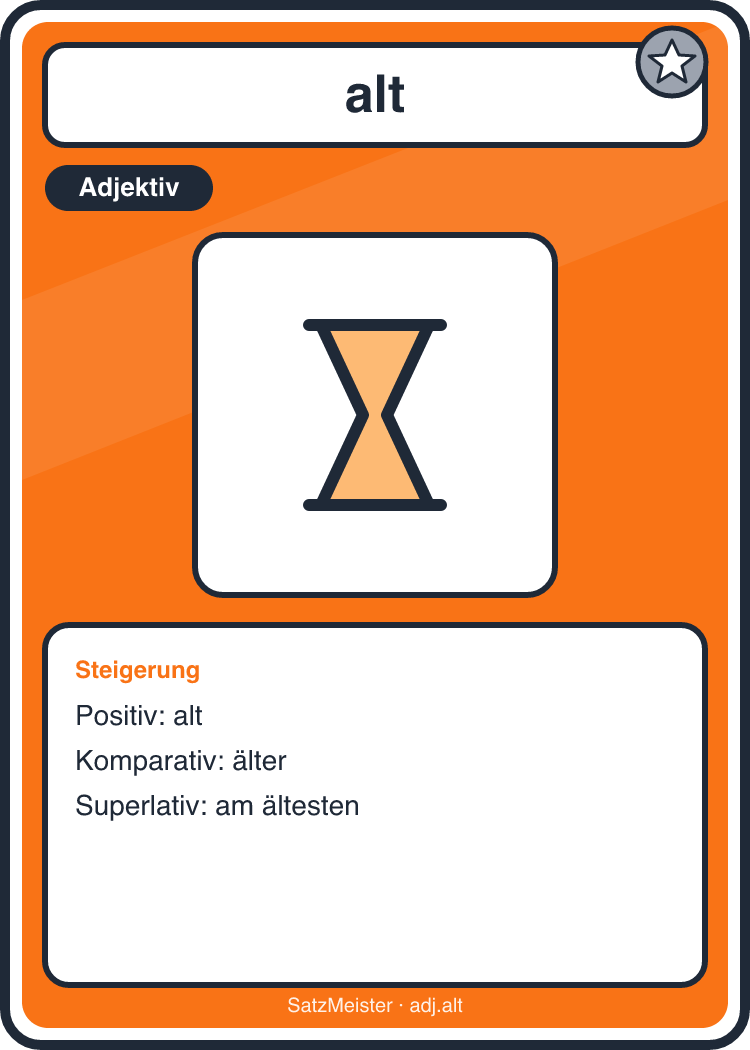 alt
Adjektiv
Steigerung
Positiv: alt
Komparativ: älter
Superlativ: am ältesten
SatzMeister · adj.alt